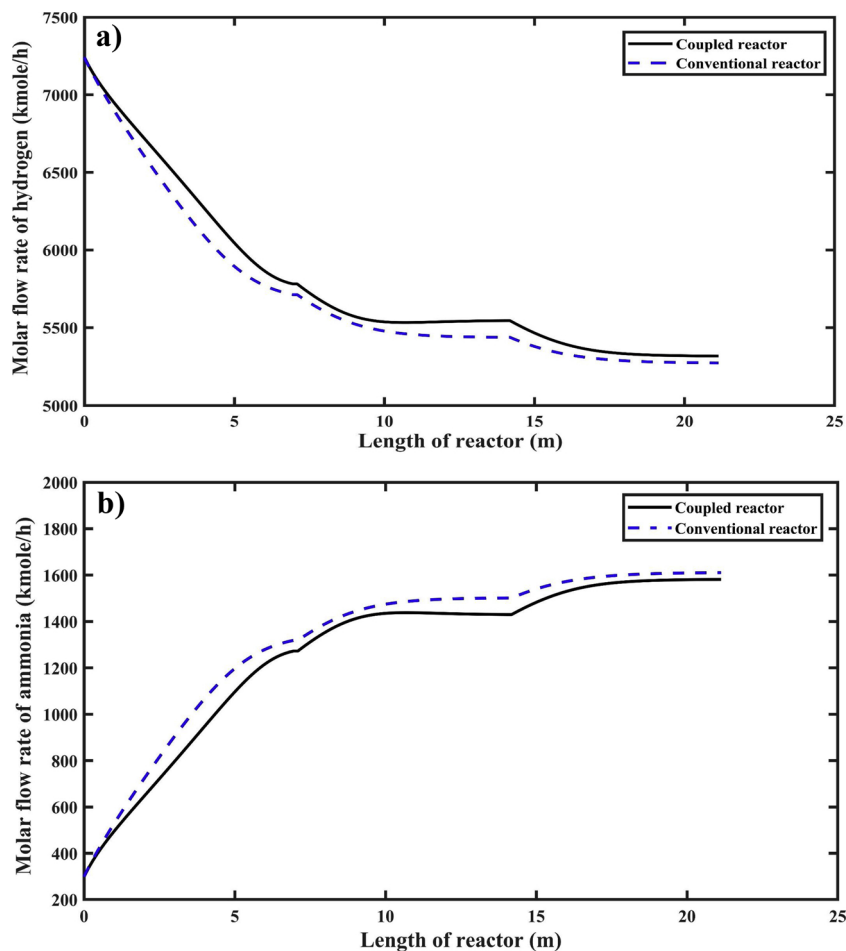 a)
Molar flow rate of hydrogen (kmole/h)
7500
7000
6500
6000
5500
5000
Coupled reactor
Conventional reactor
0 5 10 15 20 25
Length of reactor (m)
b)
Molar flow rate of ammonia (kmole/h)
2000
1800
1600
1400
1200
1000
800
600
400
200
Coupled reactor
Conventional reactor
0 5 10 15 20 25
Length of reactor (m)